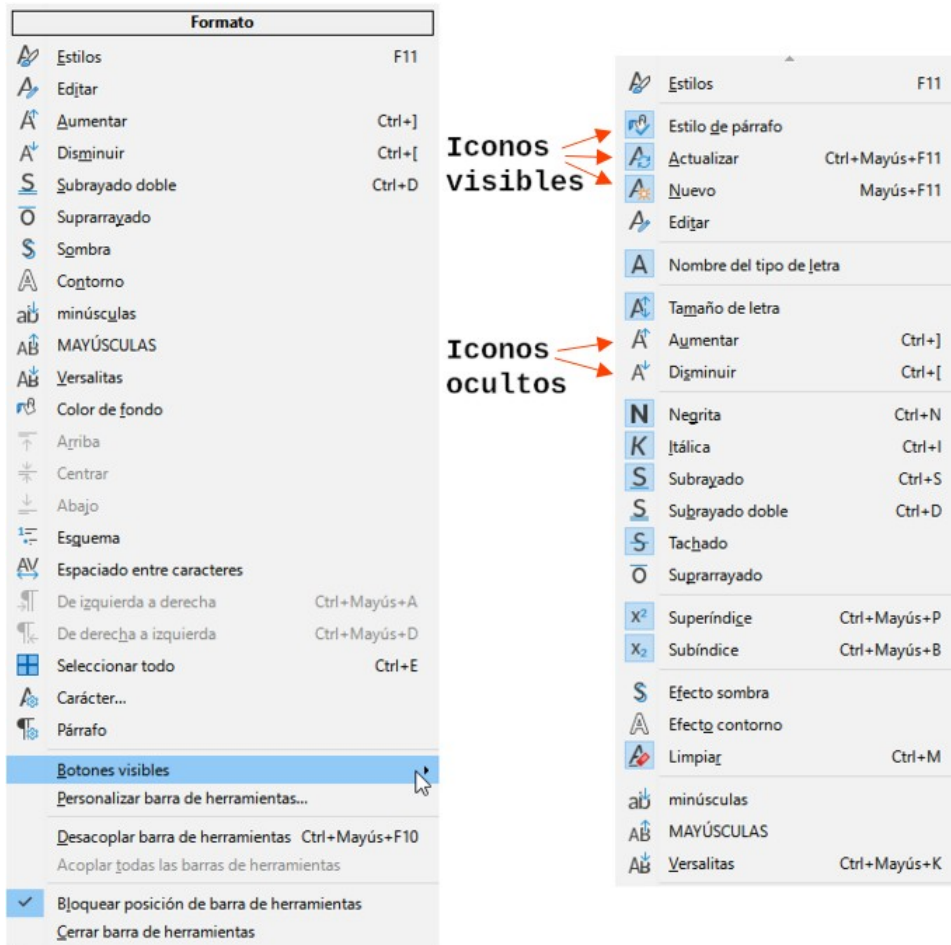 Formato
Estilos F11
Editar
Aumentar Ctrl+]
Disminuir Ctrl+[
Subrayado doble Ctrl+D
Suprarrayado
Sombra
Contorno
minúsculas
MAYÚSCULAS
Versalitas
Color de fondo
Arriba
Centrar
Abajo
Esquema
Espaciado entre caracteres
De izquierda a derecha Ctrl+Mayús+A
De derecha a izquierda Ctrl+Mayús+D
Seleccionar todo Ctrl+E
Carácter...
Párrafo
Botones visibles
Personalizar barra de herramientas...
Desacoplar barra de herramientas Ctrl+Mayús+F10
Acoplar todas las barras de herramientas
Bloquear posición de barra de herramientas
Cerrar barra de herramientas
Iconos
visibles
Iconos
ocultos
Estilos F11
Estilo de párrafo
Actualizar Ctrl+Mayús+F11
Nuevo Mayús+F11
Editar
Nombre del tipo de letra
Tamaño de letra
Aumentar Ctrl+]
Disminuir Ctrl+[
Negrita Ctrl+N
Itálica Ctrl+I
Subrayado Ctrl+S
Subrayado doble Ctrl+D
Tachado
Suprarrayado
Superíndice Ctrl+Mayús+P
Subíndice Ctrl+Mayús+B
Efecto sombra
Efecto contorno
Limpiar Ctrl+M
minúsculas
MAYÚSCULAS
Versalitas Ctrl+Mayús+K